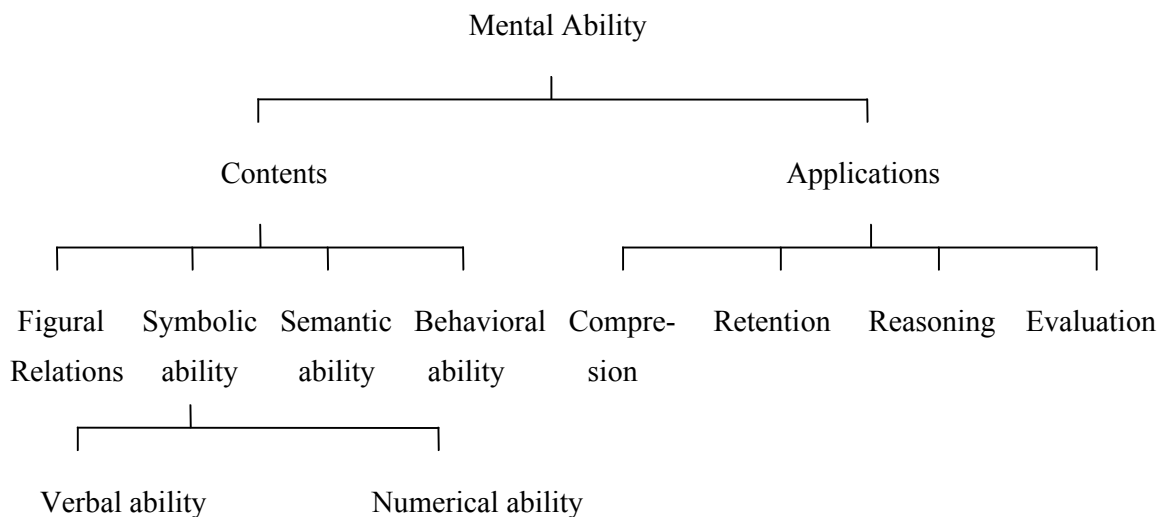 Mental Ability
Contents Applications
Figural Symbolic Semantic Behavioral Compre- Retention Reasoning Evaluation
Relations ability ability ability sion
Verbal ability Numerical ability